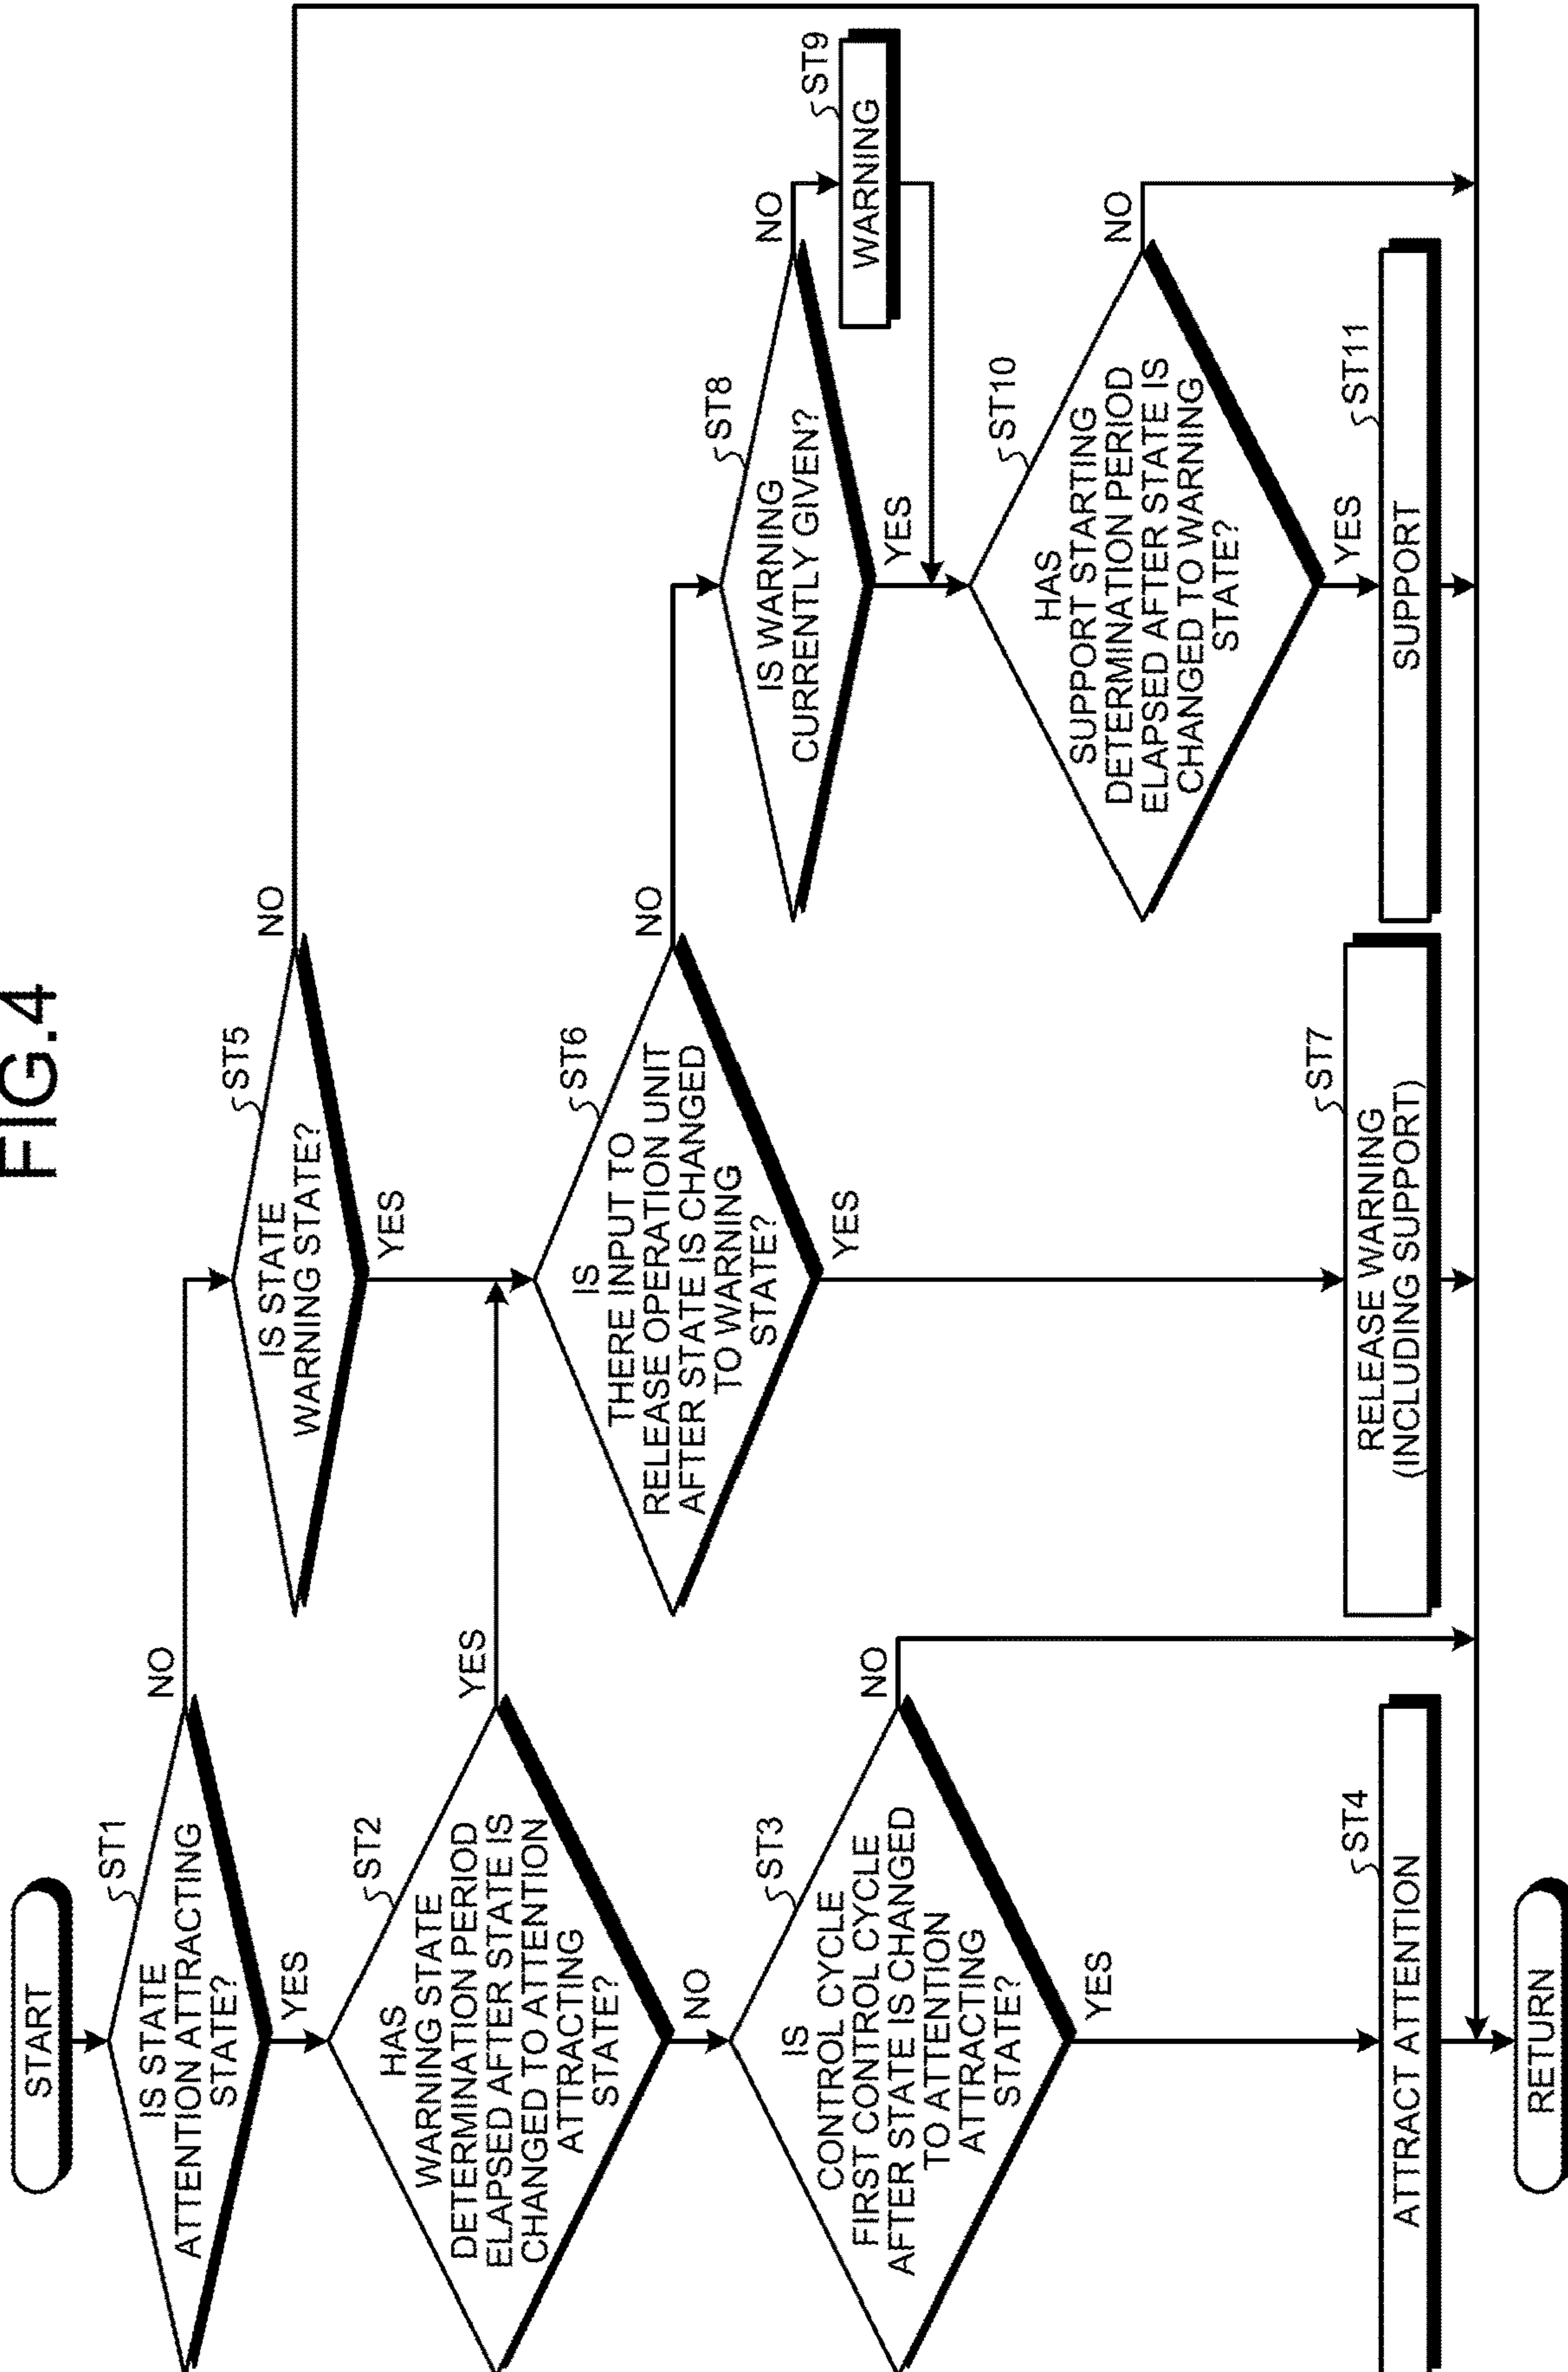 FIG.4
START
IS STATE
ATTENTION ATTRACTING
STATE?
ST1
NO
YES
HAS
WARNING STATE
DETERMINATION PERIOD
ELAPSED AFTER STATE IS
CHANGED TO ATTENTION
ATTRACTING
STATE?
ST2
YES
NO
IS
CONTROL CYCLE
FIRST CONTROL CYCLE
AFTER STATE IS CHANGED
TO ATTENTION
ATTRACTING
STATE?
ST3
NO
YES
ATTRACT ATTENTION
ST4
RETURN
IS STATE
WARNING STATE?
ST5
NO
YES
IS
THERE INPUT TO
RELEASE OPERATION UNIT
AFTER STATE IS CHANGED
TO WARNING
STATE?
ST6
NO
YES
RELEASE WARNING
(INCLUDING SUPPORT)
ST7
IS WARNING
CURRENTLY GIVEN?
ST8
NO
YES
WARNING
ST9
HAS
SUPPORT STARTING
DETERMINATION PERIOD
ELAPSED AFTER STATE IS
CHANGED TO WARNING
STATE?
ST10
NO
YES
SUPPORT
ST11